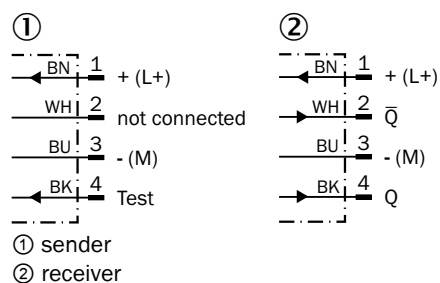 ① ②
BN 1 + (L+) BN 1 + (L+)
WH 2 not connected WH 2 Q̅
BU 3 - (M) BU 3 - (M)
BK 4 Test BK 4 Q
① sender
② receiver